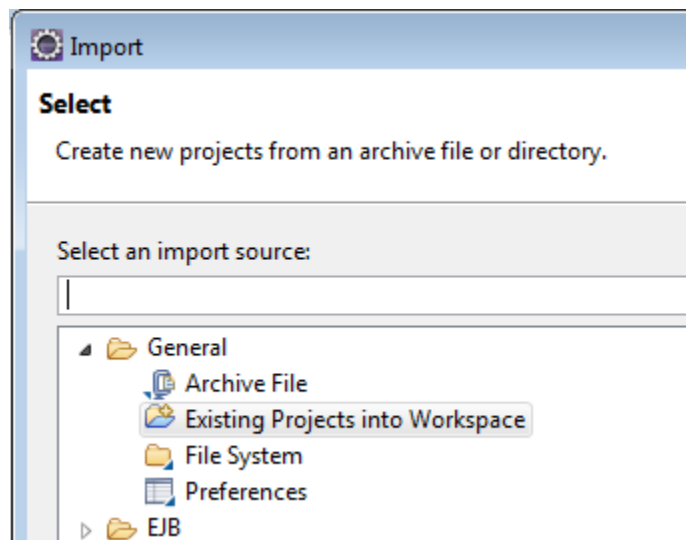 Import
Select
Create new projects from an archive file or directory.
Select an import source:
General
Archive File
Existing Projects into Workspace
File System
Preferences
EJB